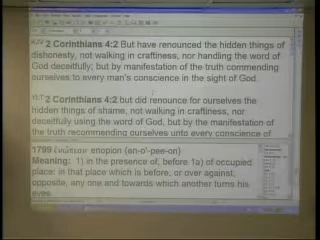 KJV 2 Corinthians 4:2 But have renounced the hidden things of
dishonesty, not walking in craftiness, nor handling the word of
God deceitfully; but by manifestation of the truth commending
ourselves to every man's conscience in the sight of God.
YLT 2 Corinthians 4:2 but did renounce for ourselves the
hidden things of shame, not walking in craftiness, nor
deceitfully using the word of God, but by the manifestation of
the truth recommending ourselves unto every conscience of
1799 ἐνώπιον enopion (en-o'-pee-on)
Meaning: 1) in the presence of, before 1a) of occupied
place: in that place which is before, or over against,
opposite, any one and towards which another turns his
eyes.